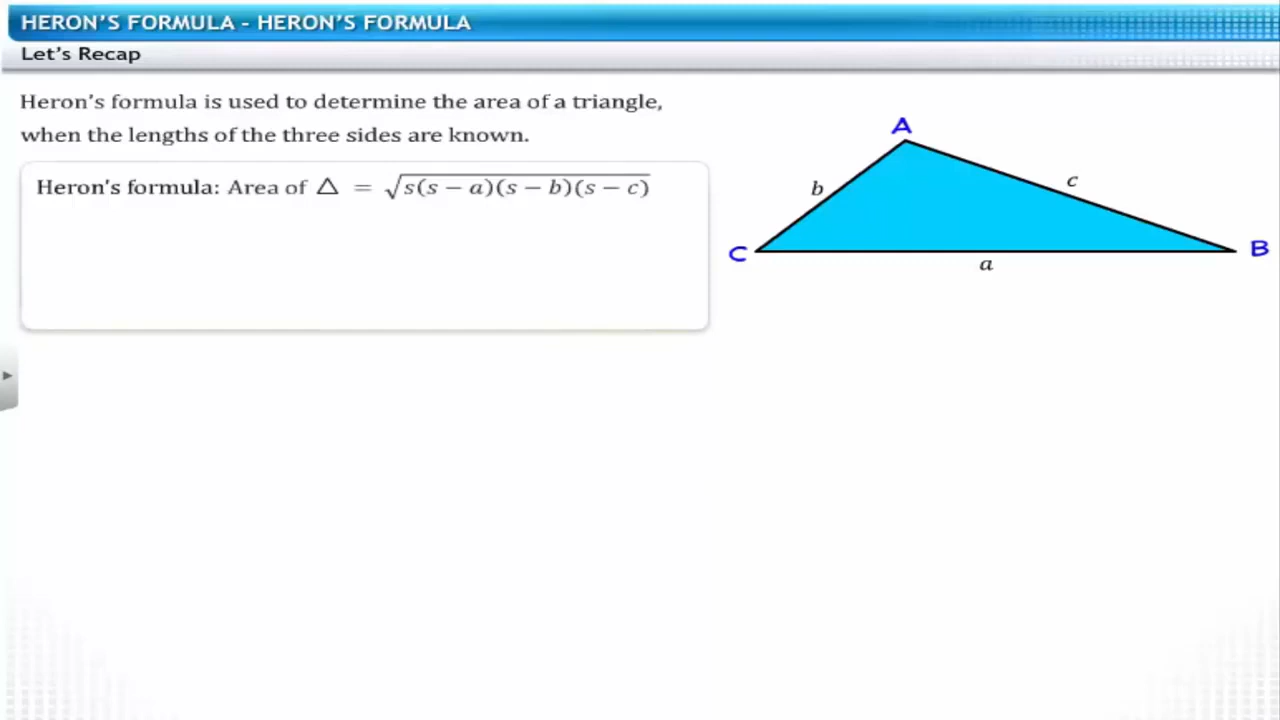 HERON'S FORMULA - HERON'S FORMULA
Let's Recap
Heron's formula is used to determine the area of a triangle,
when the lengths of the three sides are known.
Heron's formula: Area of △ = √s(s − a)(s − b)(s − c)
A
b
c
C
B
a